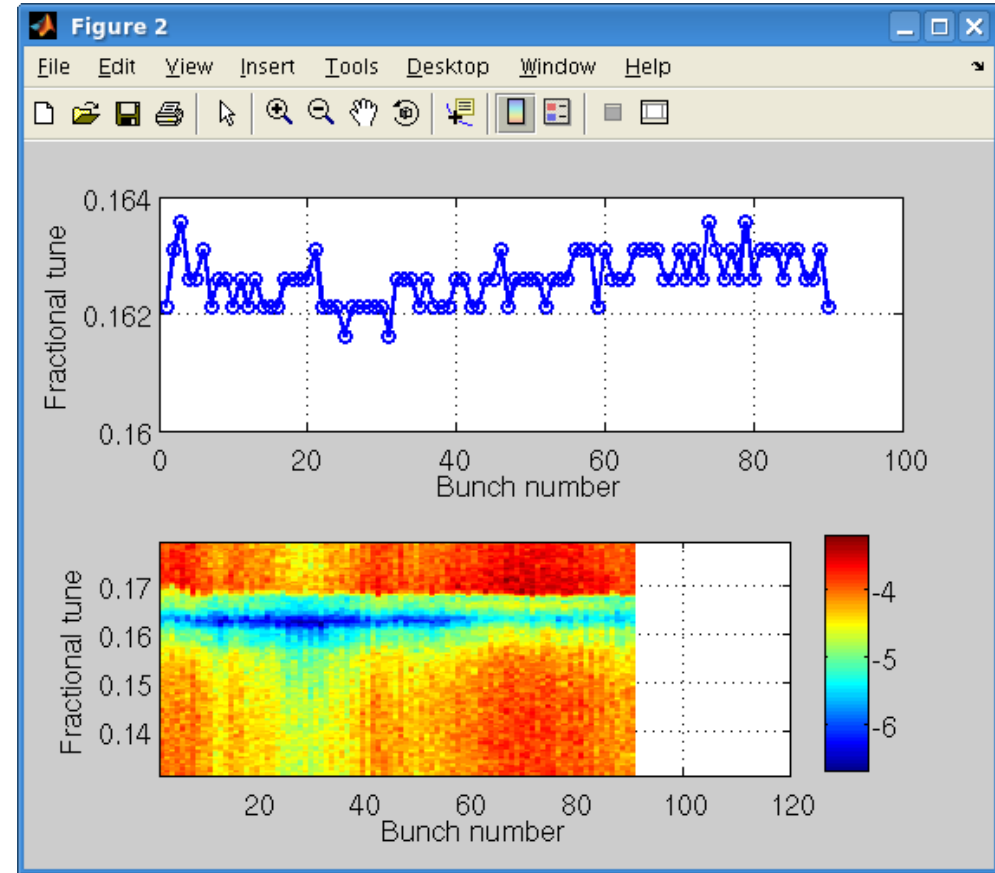 Figure 2
File Edit View Insert Tools Desktop Window Help
0.164
0.162
0.16
Fractional tune
0 20 40 60 80 100
Bunch number
0.17
0.16
0.15
0.14
Fractional tune
20 40 60 80 100 120
Bunch number
-4
-5
-6